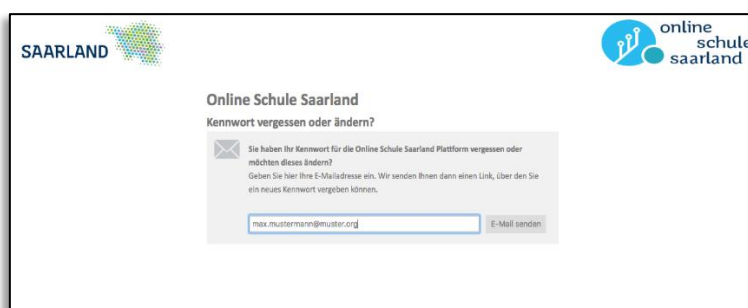 SAARLAND
online
schule
saarland
Online Schule Saarland
Kennwort vergessen oder ändern?
Sie haben Ihr Kennwort für die Online Schule Saarland Plattform vergessen oder
möchten dieses ändern?
Geben Sie hier Ihre E-Mailadresse ein. Wir senden Ihnen dann einen Link, über den Sie
ein neues Kennwort vergeben können.
max.mustermann@muster.org
E-Mail senden